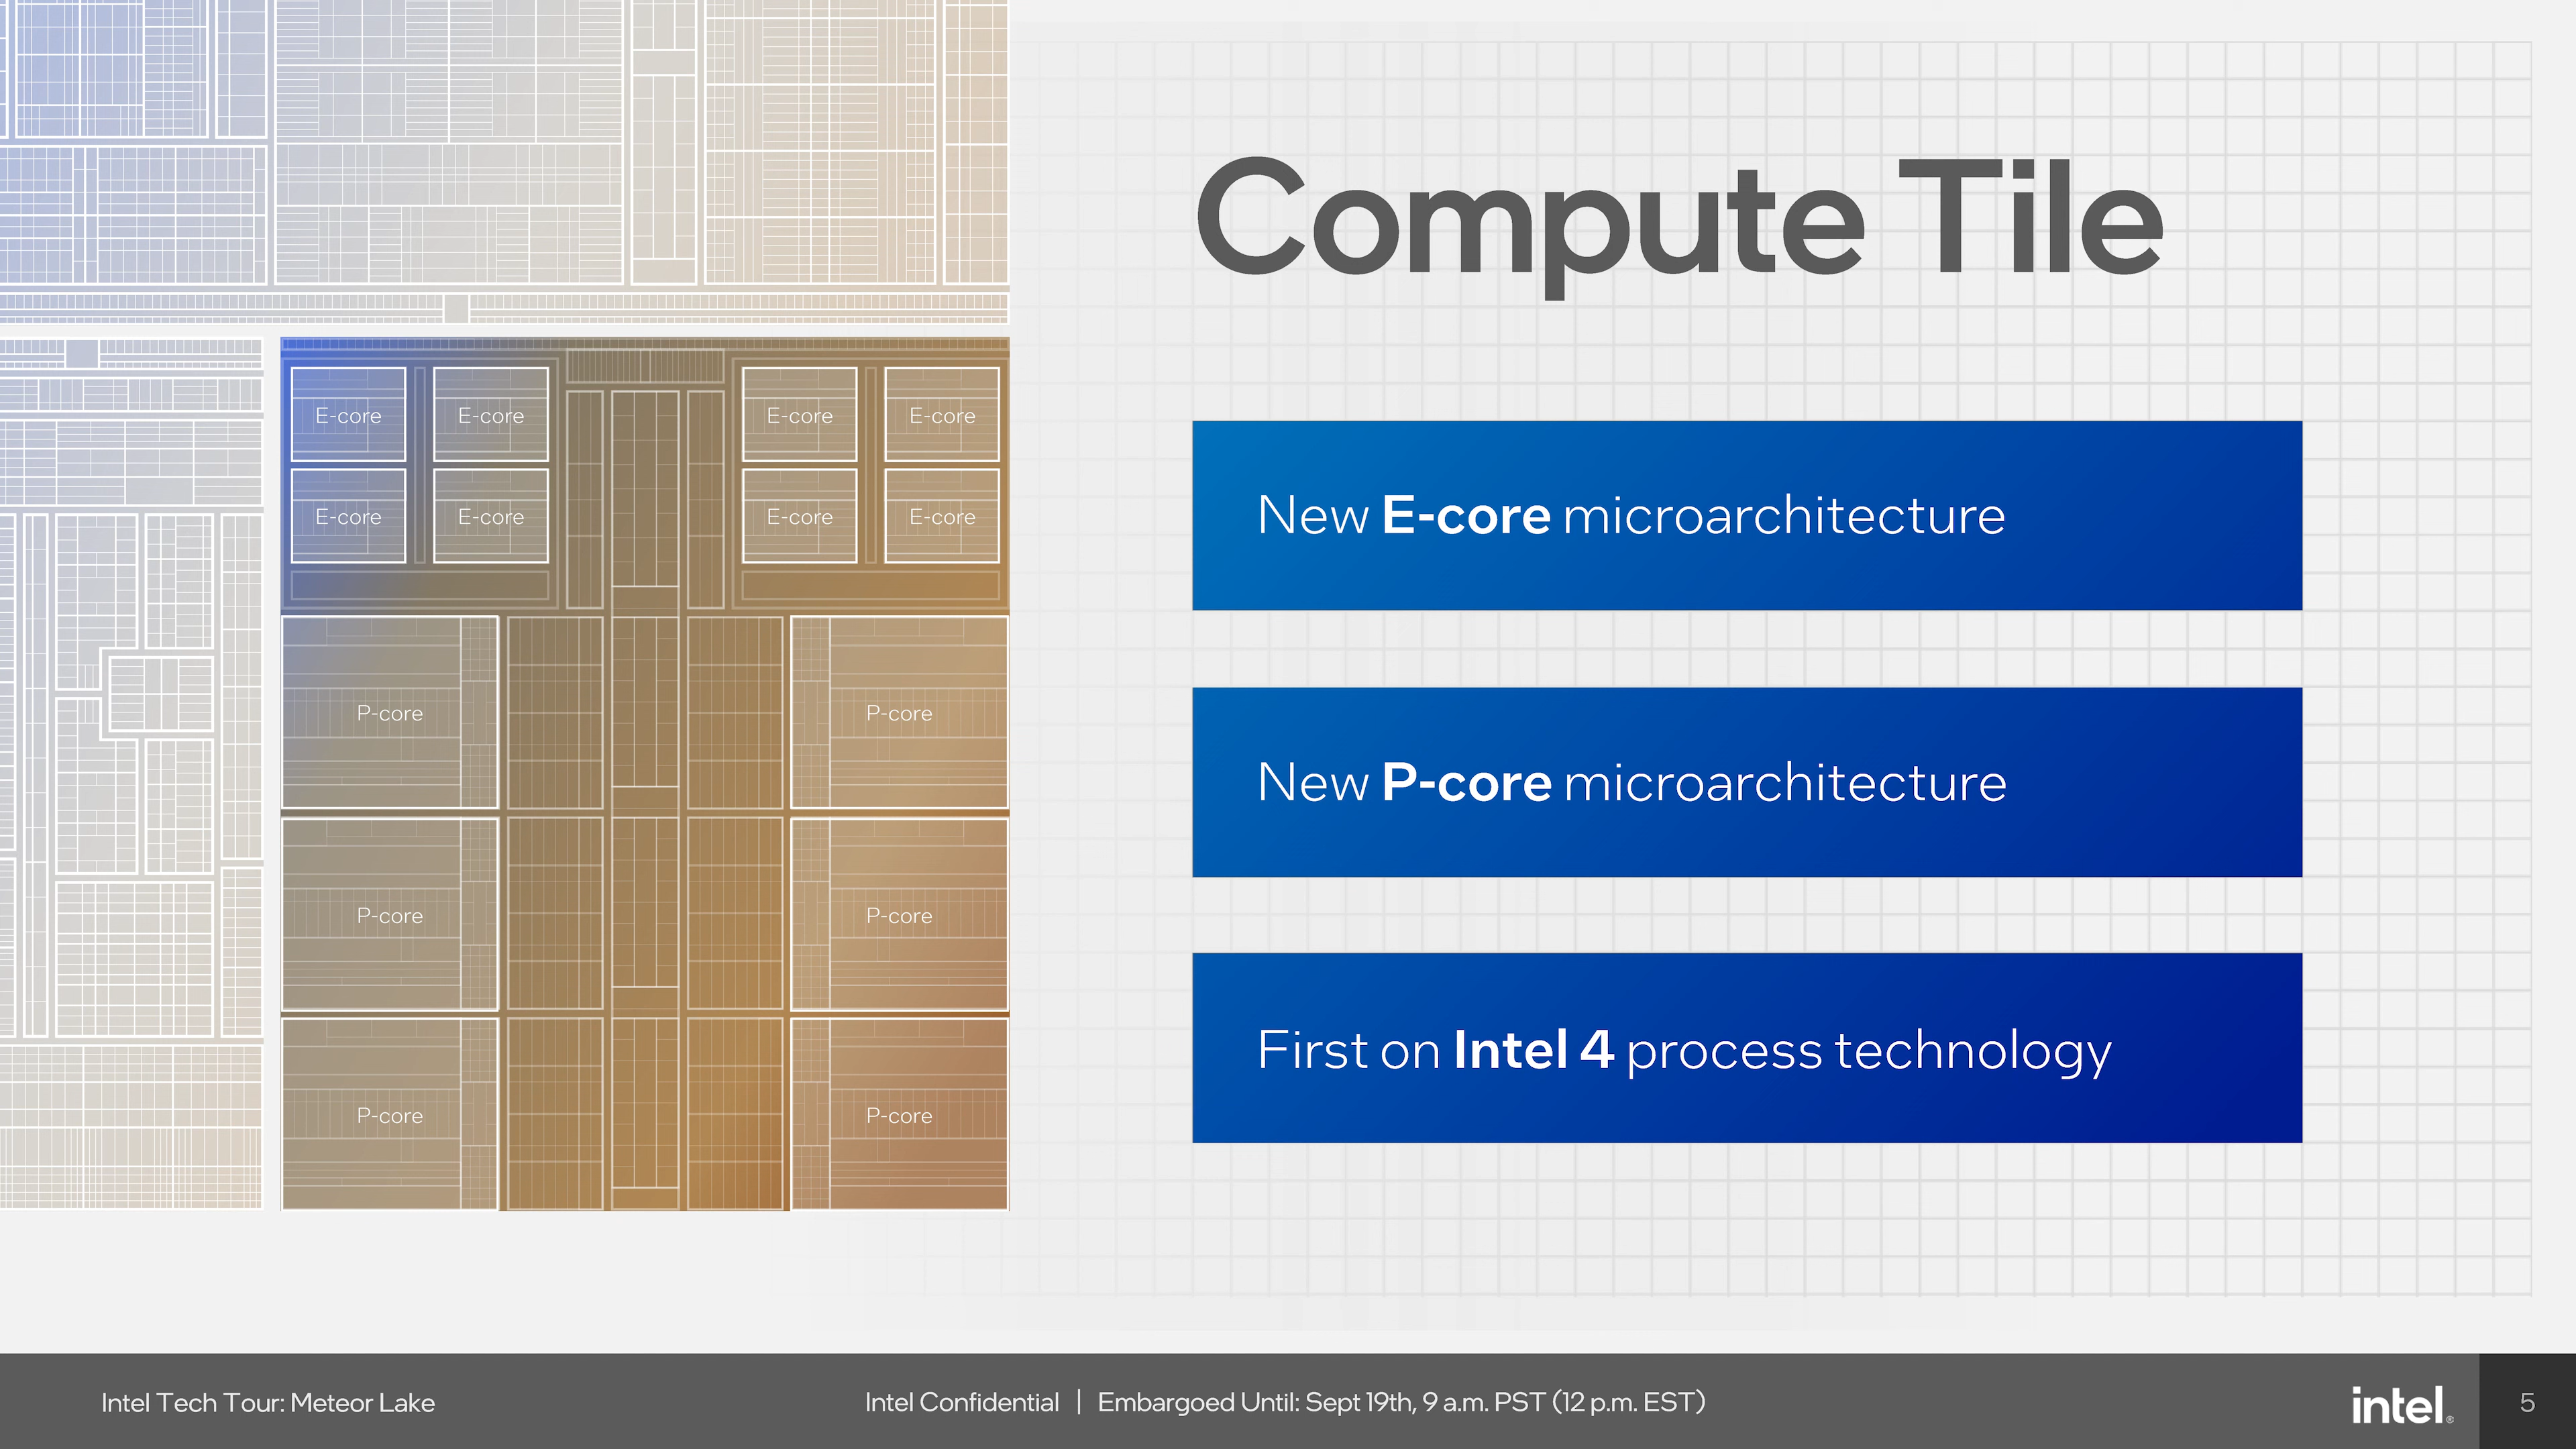 Compute Tile
E-core E-core E-core E-core
E-core E-core E-core E-core
P-core P-core
P-core P-core
P-core P-core
New E-core microarchitecture
New P-core microarchitecture
First on Intel 4 process technology
Intel Tech Tour: Meteor Lake
Intel Confidential | Embargoed Until: Sept 19th, 9 a.m. PST (12 p.m. EST)
intel®
5